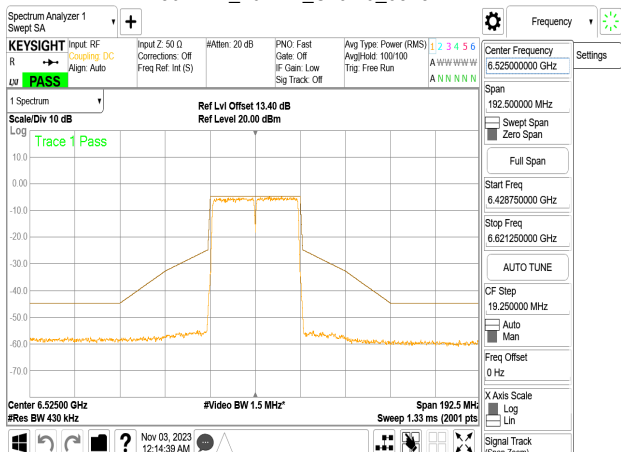 Spectrum Analyzer 1
Swept SA
Frequency
KEYSIGHT
R
LXI
PASS
Input: RF
Coupling: DC
Align: Auto
Input Z: 50 Ω
Corrections: Off
Freq Ref: Int (S)
#Atten: 20 dB
PNO: Fast
Gate: Off
IF Gain: Low
Sig Track: Off
Avg Type: Power (RMS)
Avg|Hold: 100/100
Trig: Free Run
1 2 3 4 5 6
A W W W W W
A N N N N N
1 Spectrum
Scale/Div 10 dB
Ref Lvl Offset 13.40 dB
Ref Level 20.00 dBm
Log
Trace 1 Pass
10.0
0.00
-10.0
-20.0
-30.0
-40.0
-50.0
-60.0
-70.0
Center 6.52500 GHz
#Res BW 430 kHz
#Video BW 1.5 MHz*
Span 192.5 MHz
Sweep 1.33 ms (2001 pts
Nov 03, 2023
12:14:39 AM
Center Frequency
6.525000000 GHz
Settings
Span
192.500000 MHz
Swept Span
Zero Span
Full Span
Start Freq
6.428750000 GHz
Stop Freq
6.621250000 GHz
AUTO TUNE
CF Step
19.250000 MHz
Auto
Man
Freq Offset
0 Hz
X Axis Scale
Log
Lin
Signal Track